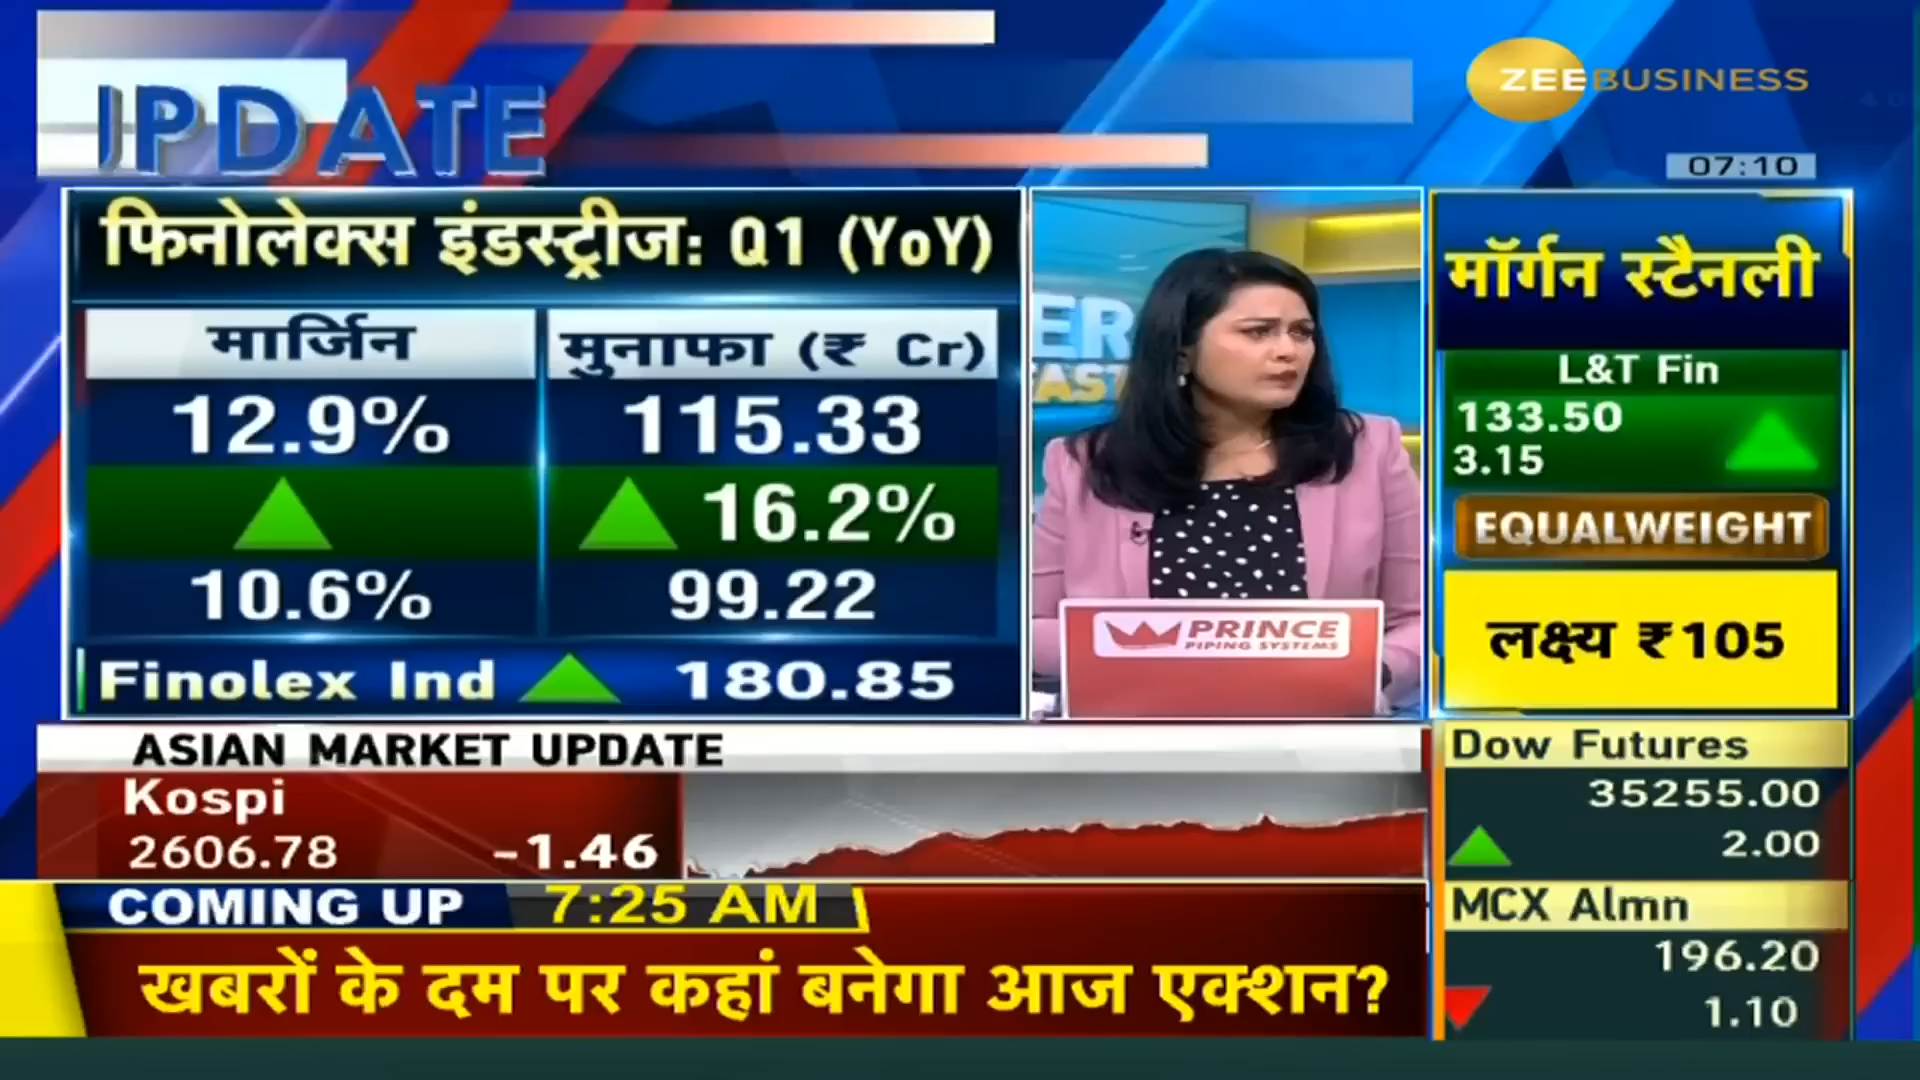 UPDATE
ZEEBUSINESS
07:10
फिनोलेक्स इंडस्ट्रीज: Q1 (YoY)
मार्जिन
मुनाफा (₹ Cr)
12.9%
115.33
16.2%
10.6%
99.22
Finolex Ind 180.85
PRINCE
PIPING SYSTEMS
मॉर्गन स्टैनली
L&T Fin
133.50
3.15
EQUALWEIGHT
लक्ष्य ₹105
ASIAN MARKET UPDATE
Kospi
2606.78 -1.46
Dow Futures
35255.00
2.00
MCX Almn
196.20
1.10
COMING UP 7:25 AM
खबरों के दम पर कहां बनेगा आज एक्शन?